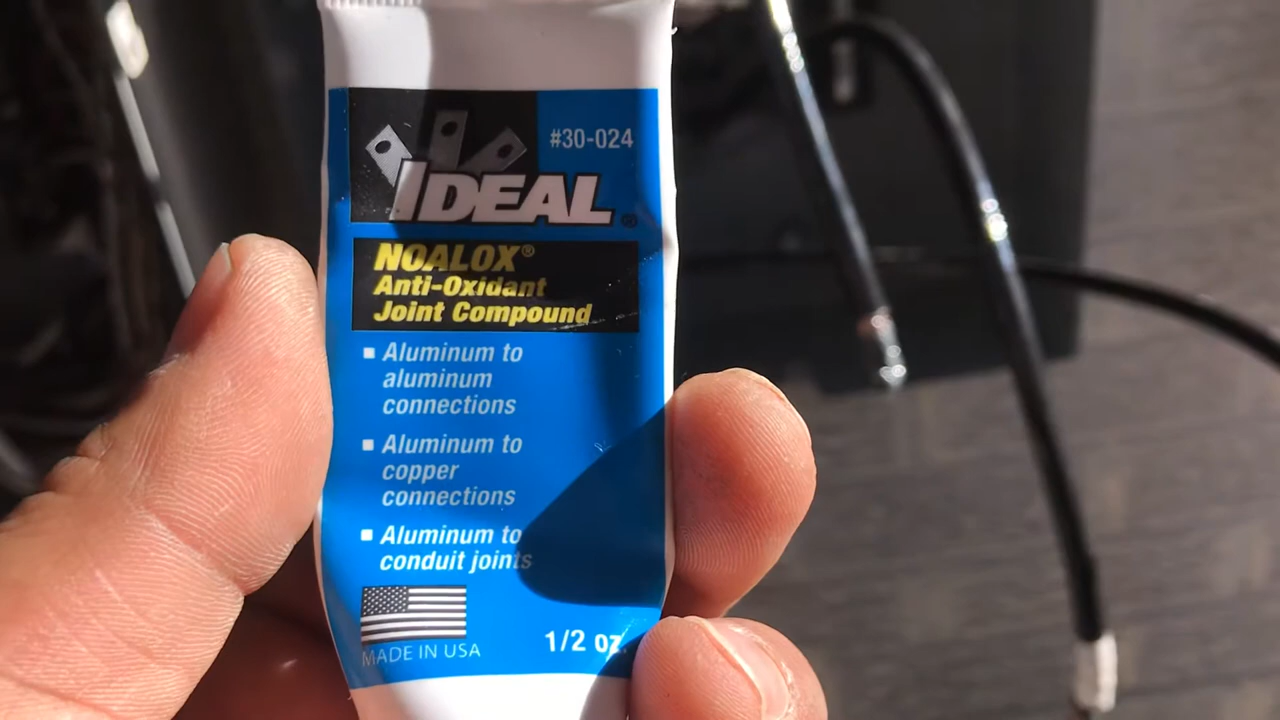 #30-024
IDEAL®
NOALOX®
Anti-Oxidant
Joint Compound
▪ Aluminum to
aluminum
connections
▪ Aluminum to
copper
connections
▪ Aluminum to
conduit joints
1/2 oz.
MADE IN USA